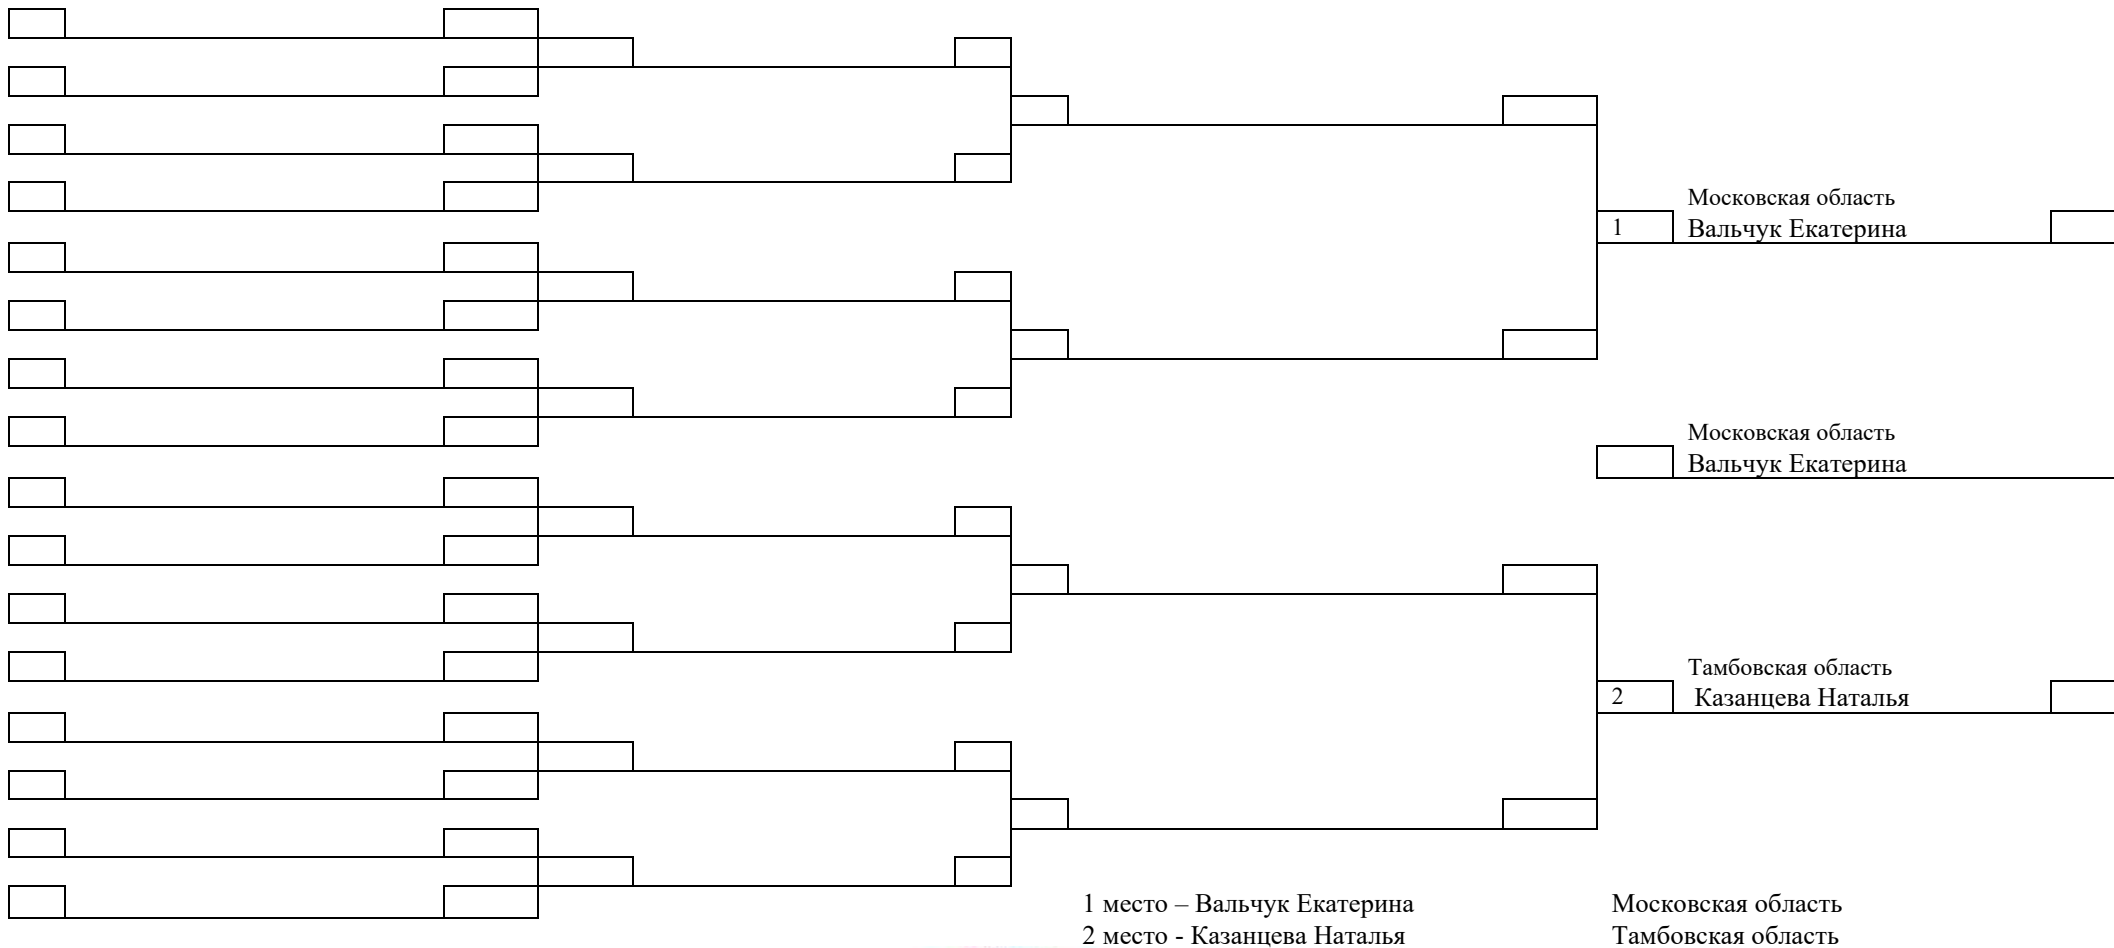 Московская область
1 Вальчук Екатерина
Московская область
Вальчук Екатерина
Тамбовская область
2 Казанцева Наталья
1 место – Вальчук Екатерина Московская область
2 место - Казанцева Наталья Тамбовская область